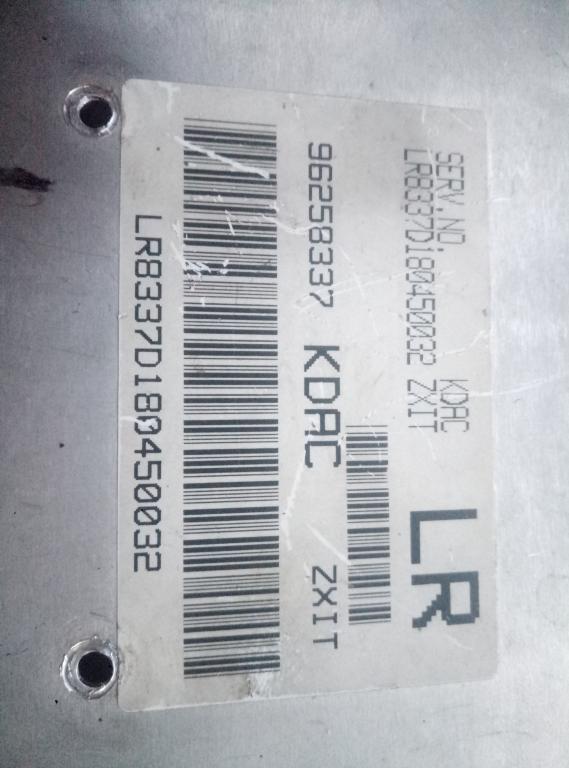 SERV.NO. KDAC
LR8337D180450032 ZXIT
LR
96258337 KDAC ZXIT
LR8337D180450032